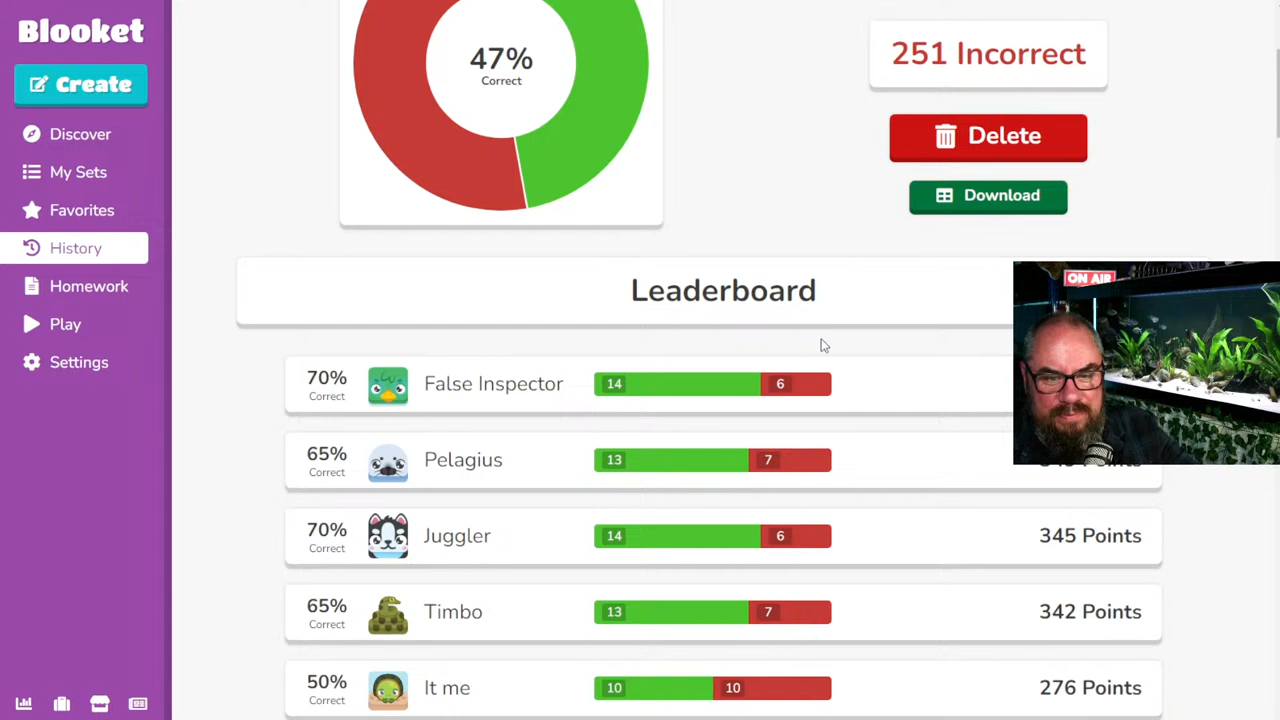 Blooket
Create
Discover
My Sets
Favorites
History
Homework
Play
Settings
47%
Correct
251 Incorrect
Delete
Download
Leaderboard
ON AIR
70%
Correct
False Inspector
14
6
65%
Correct
Pelagius
13
7
70%
Correct
Juggler
14
6
345 Points
65%
Correct
Timbo
13
7
342 Points
50%
Correct
It me
10
10
276 Points